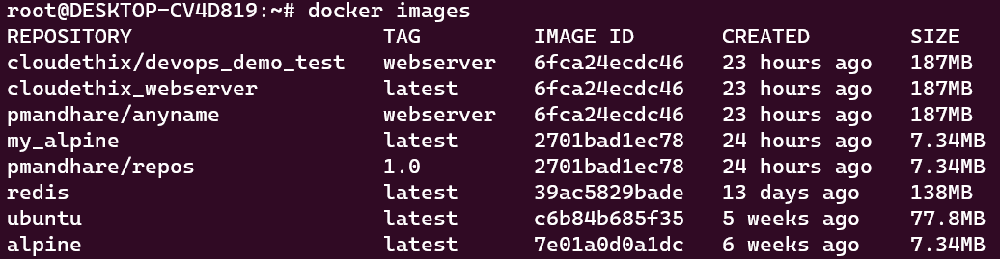 root@DESKTOP-CV4D819:~# docker images
REPOSITORY TAG IMAGE ID CREATED SIZE
cloudethix/devops_demo_test webserver 6fca24ecdc46 23 hours ago 187MB
cloudethix_webserver latest 6fca24ecdc46 23 hours ago 187MB
pmandhare/anyname webserver 6fca24ecdc46 23 hours ago 187MB
my_alpine latest 2701bad1ec78 24 hours ago 7.34MB
pmandhare/repos 1.0 2701bad1ec78 24 hours ago 7.34MB
redis latest 39ac5829bade 13 days ago 138MB
ubuntu latest c6b84b685f35 5 weeks ago 77.8MB
alpine latest 7e01a0d0a1dc 6 weeks ago 7.34MB